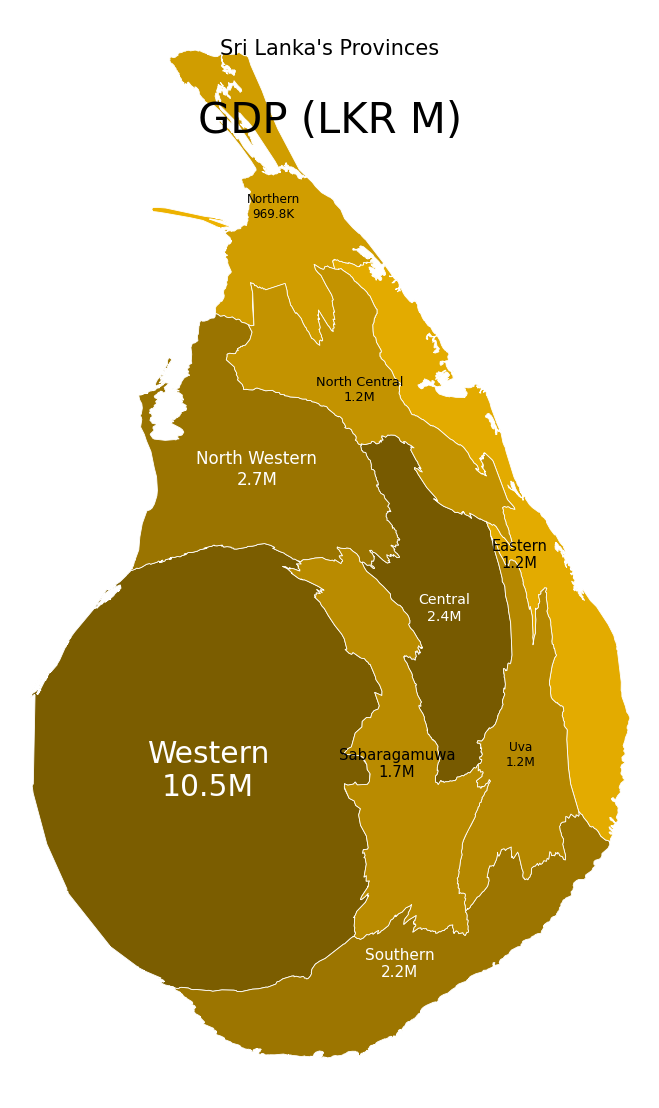 Sri Lanka's Provinces
GDP (LKR M)
Northern
969.8K
North Central
1.2M
North Western
2.7M
Eastern
1.2M
Central
2.4M
Western
10.5M
Sabaragamuwa
1.7M
Uva
1.2M
Southern
2.2M